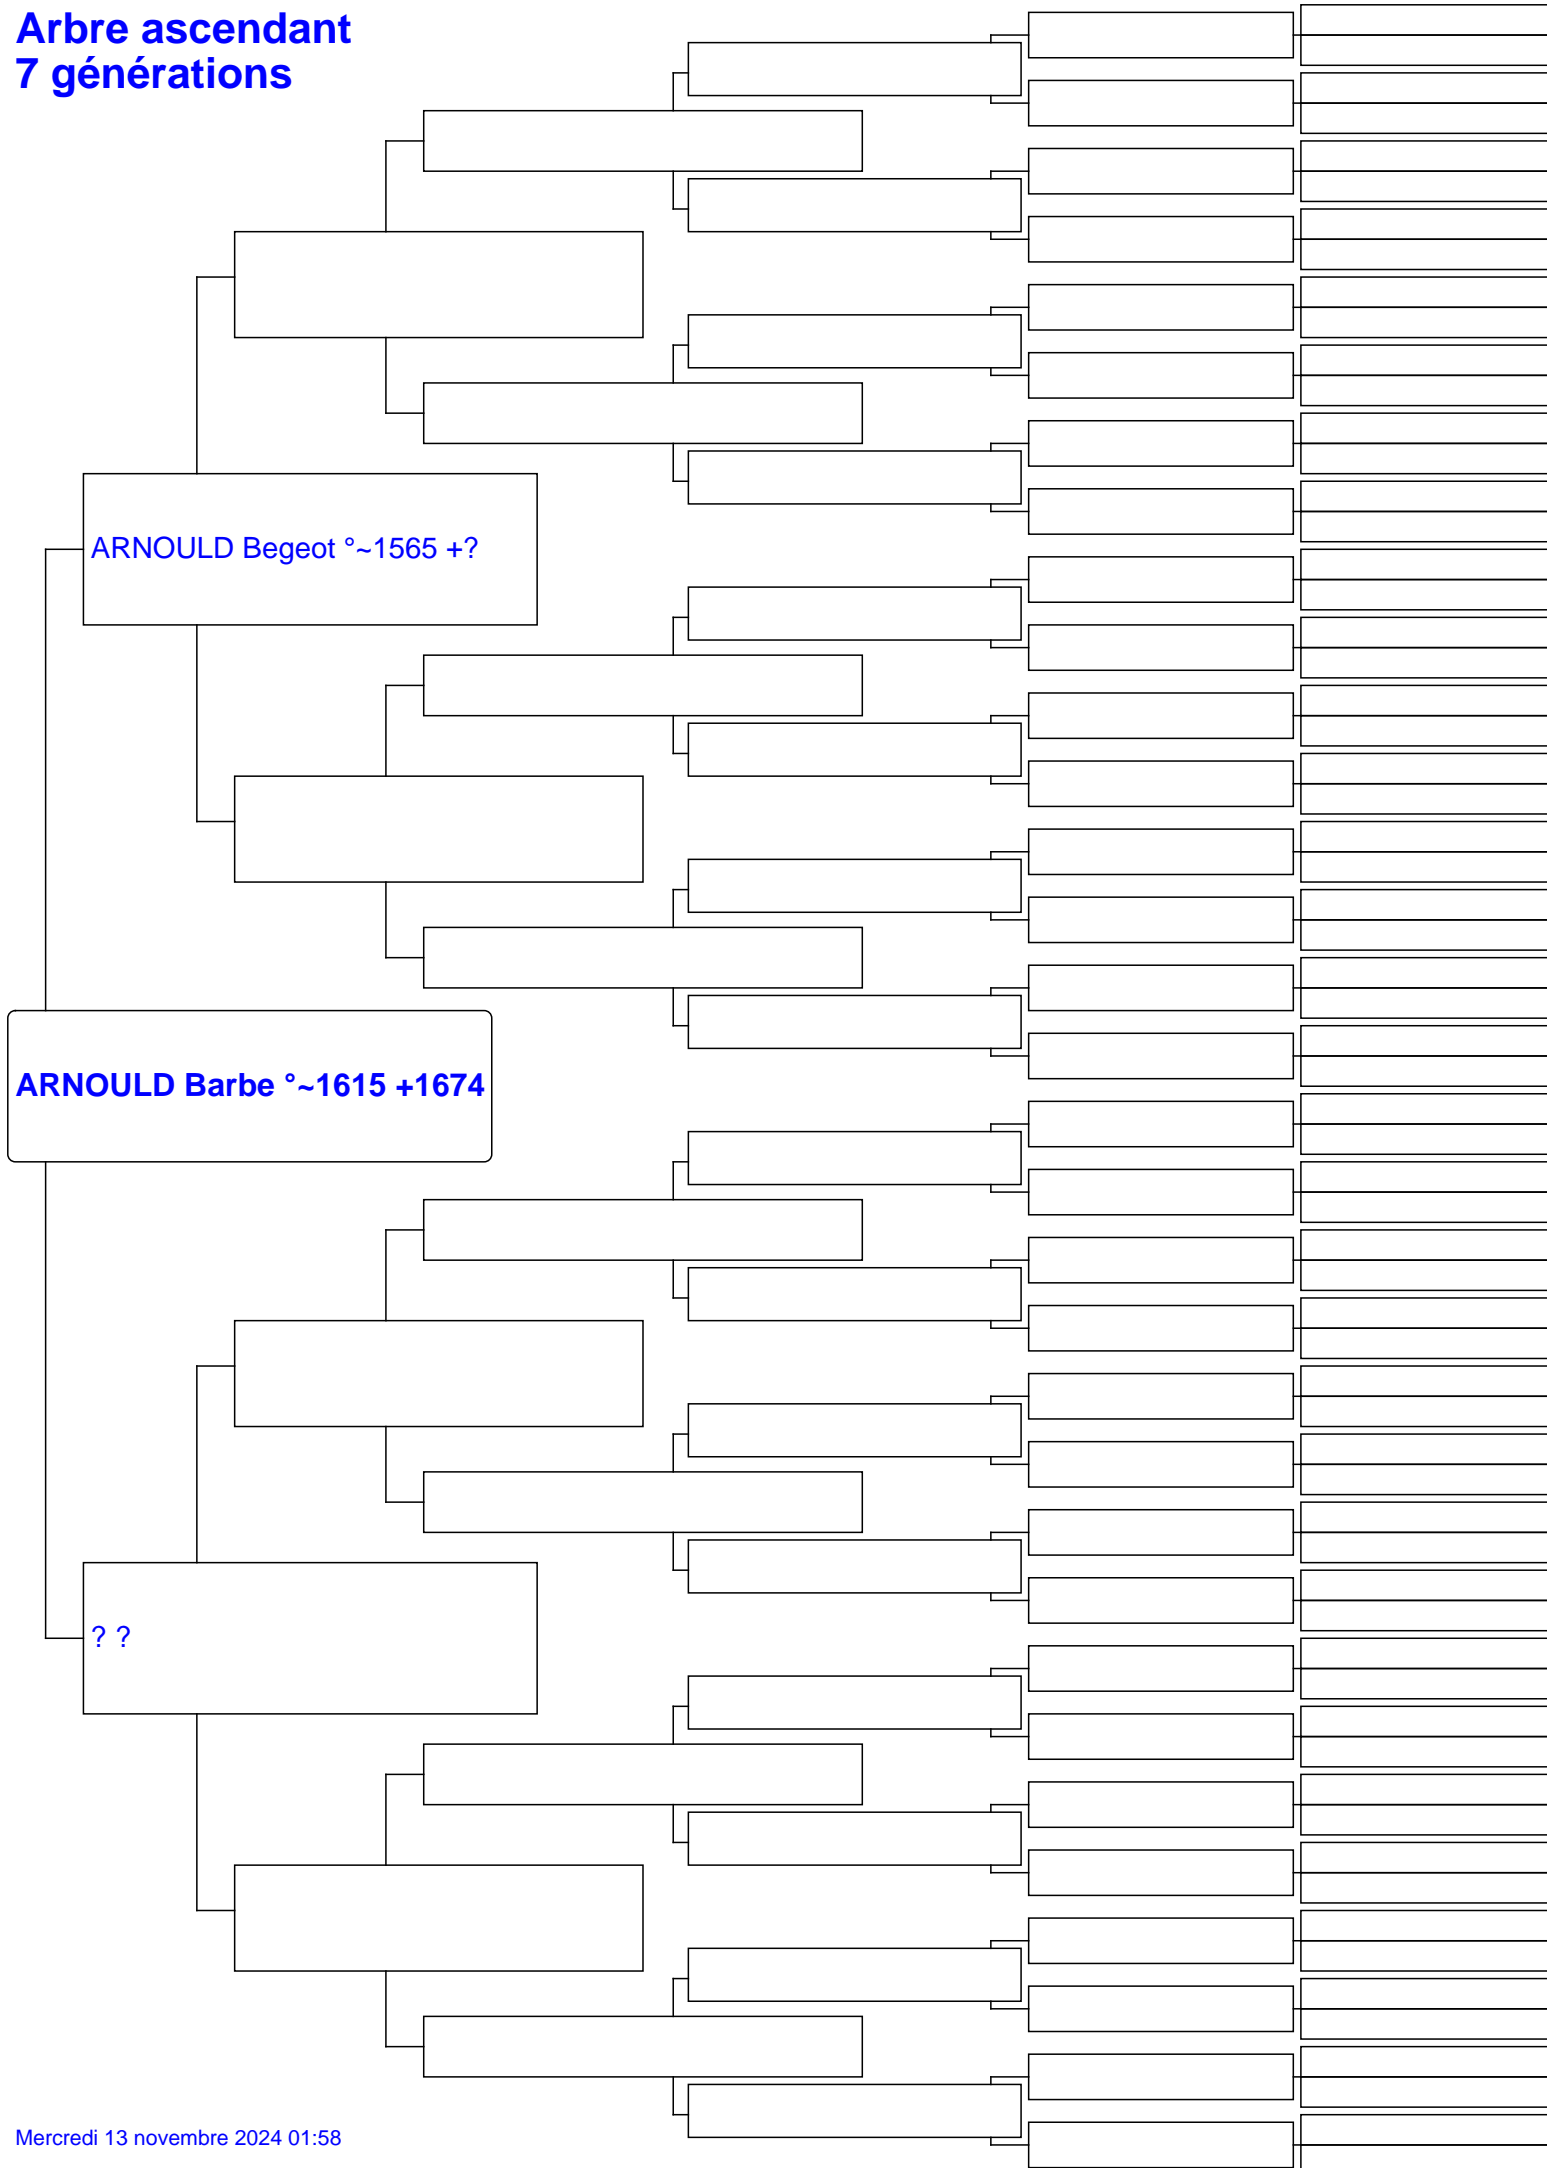 Arbre ascendant
7 générations
ARNOULD Begeot °~1565 +?
ARNOULD Barbe °~1615 +1674
? ?
Mercredi 13 novembre 2024 01:58